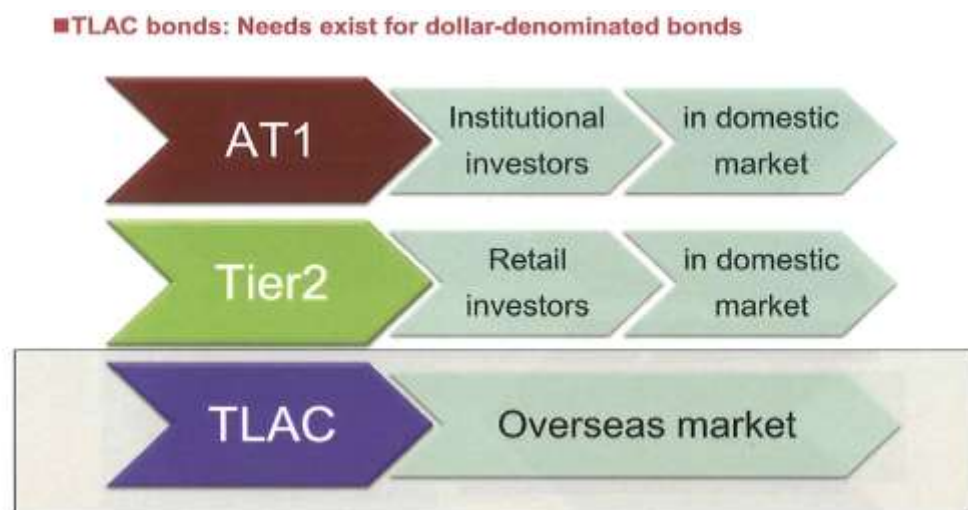 ■TLAC bonds: Needs exist for dollar-denominated bonds
AT1
Institutional
investors
in domestic
market
Tier2
Retail
investors
in domestic
market
TLAC
Overseas market